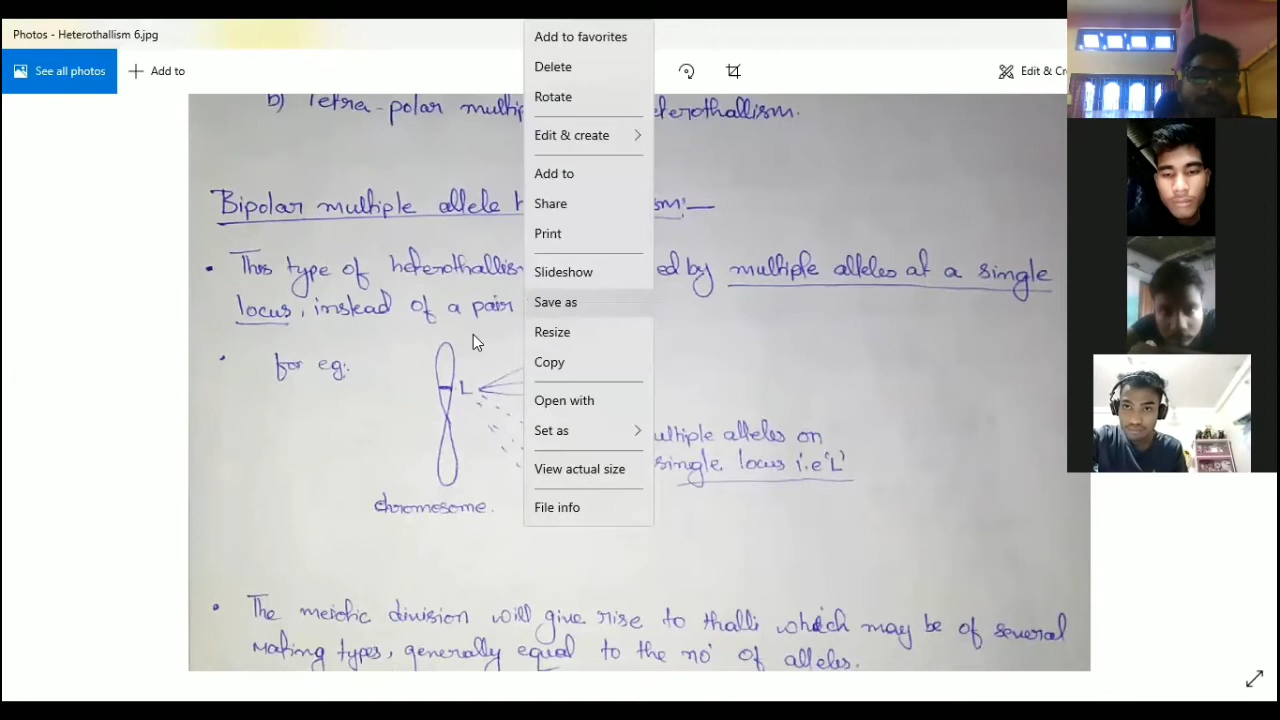 Photos - Heterothallism 6.jpg
See all photos
Add to
Edit &
b) Tetra-polar multip erothallism.
Bipolar multiple allele h sm:—
• This type of heterothallism ed by multiple alleles at a single
locus, instead of a pair
• for eg:
L
ultiple alleles on
single locus i.e 'L'
chromosome.
• The meiotic division will give rise to thalli which may be of several
mating types, generally equal to the no' of alleles.
Add to favorites
Delete
Rotate
Edit & create
Add to
Share
Print
Slideshow
Save as
Resize
Copy
Open with
Set as
View actual size
File info